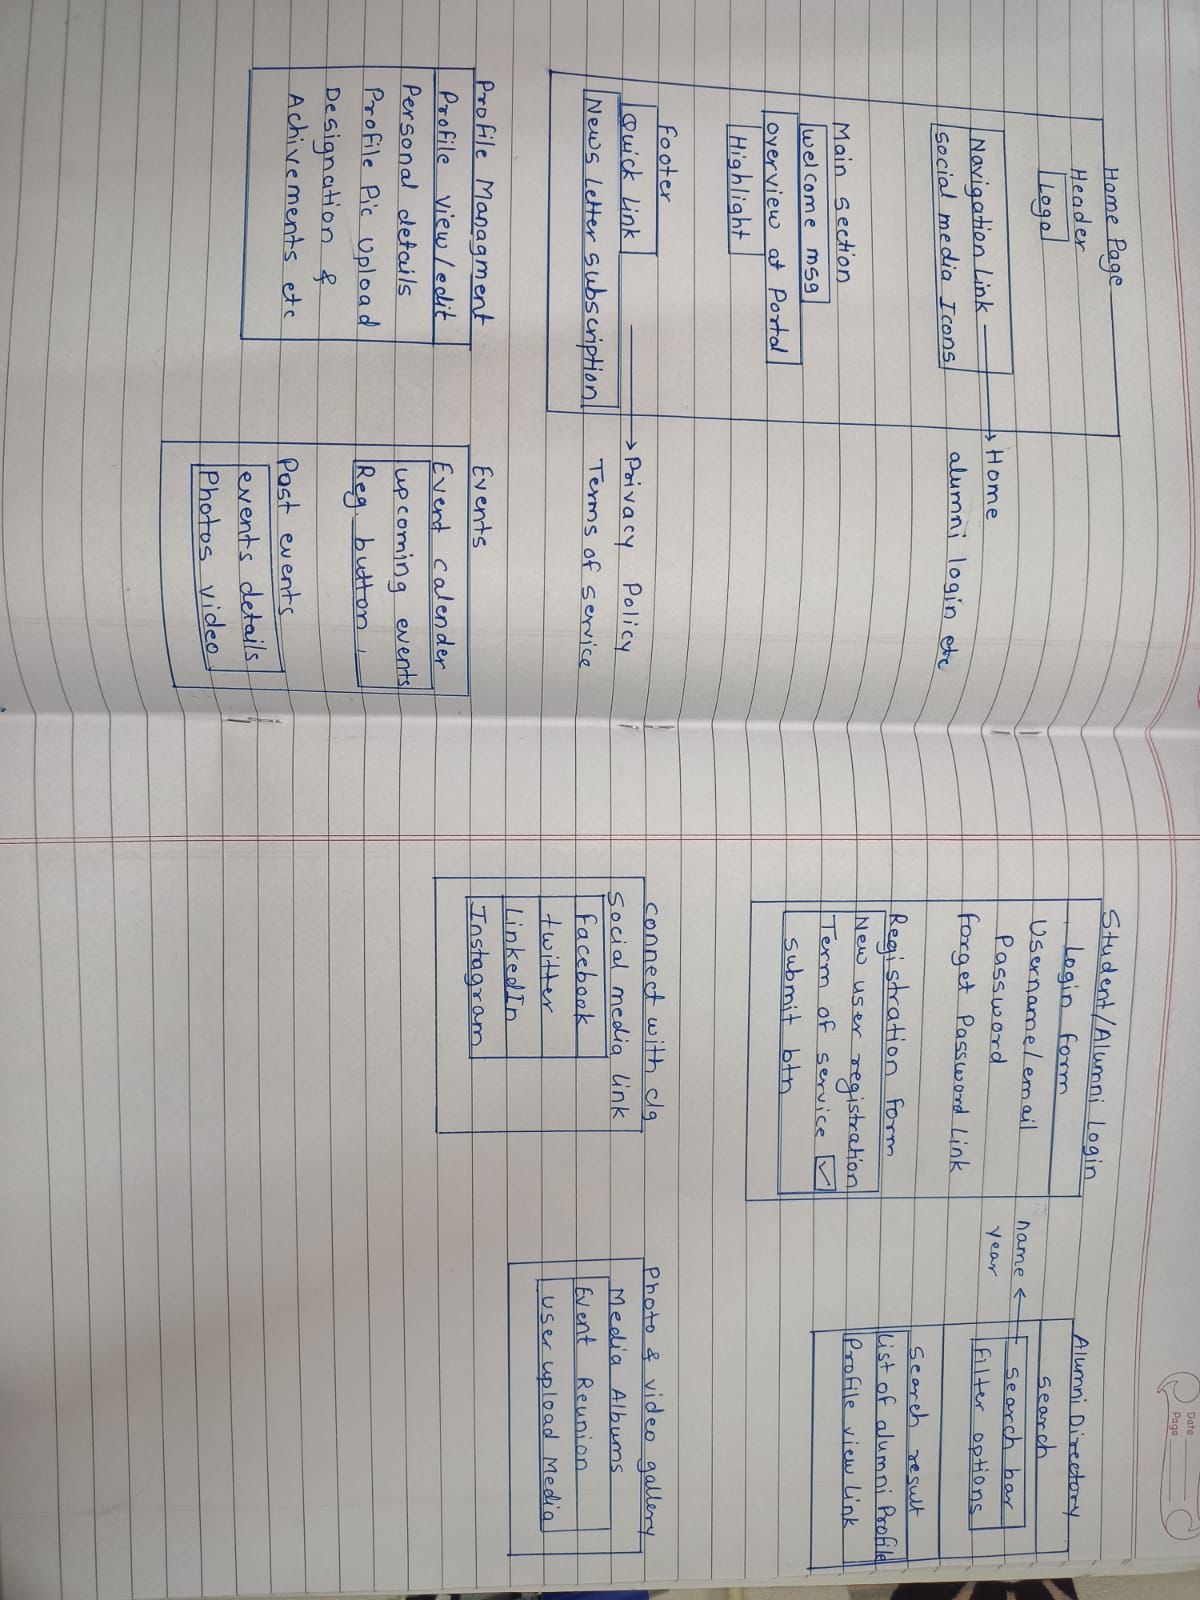 Home Page
Header
Logo
Navigation Link → Home
social media Icons
alumni login etc
Main section
welcome msg
overview at Portal
Highlight
Footer
Quick Link → Privacy Policy
News Letter subscription
Terms of service
Profile Managment
Profile view/edit
Personal details
Profile Pic Upload
Designation &
Achivements etc
Events
Event calender
upcoming events
Reg. button
Past events
events details
Photos video
Date
Page
Student/Alumni Login
Login form
Username/email
Password
forget Password Link
Registration form
New user registration
Term of service ✓
submit btn
Alumni Directory
search
name ← search bar
year
filter options
Search result
List of alumni Profile
Profile view Link
connect with clg
social media link
facebook
twitter
LinkedIn
Instagram
Photo & video gallery
Media Albums
Event Reunion
user upload Media